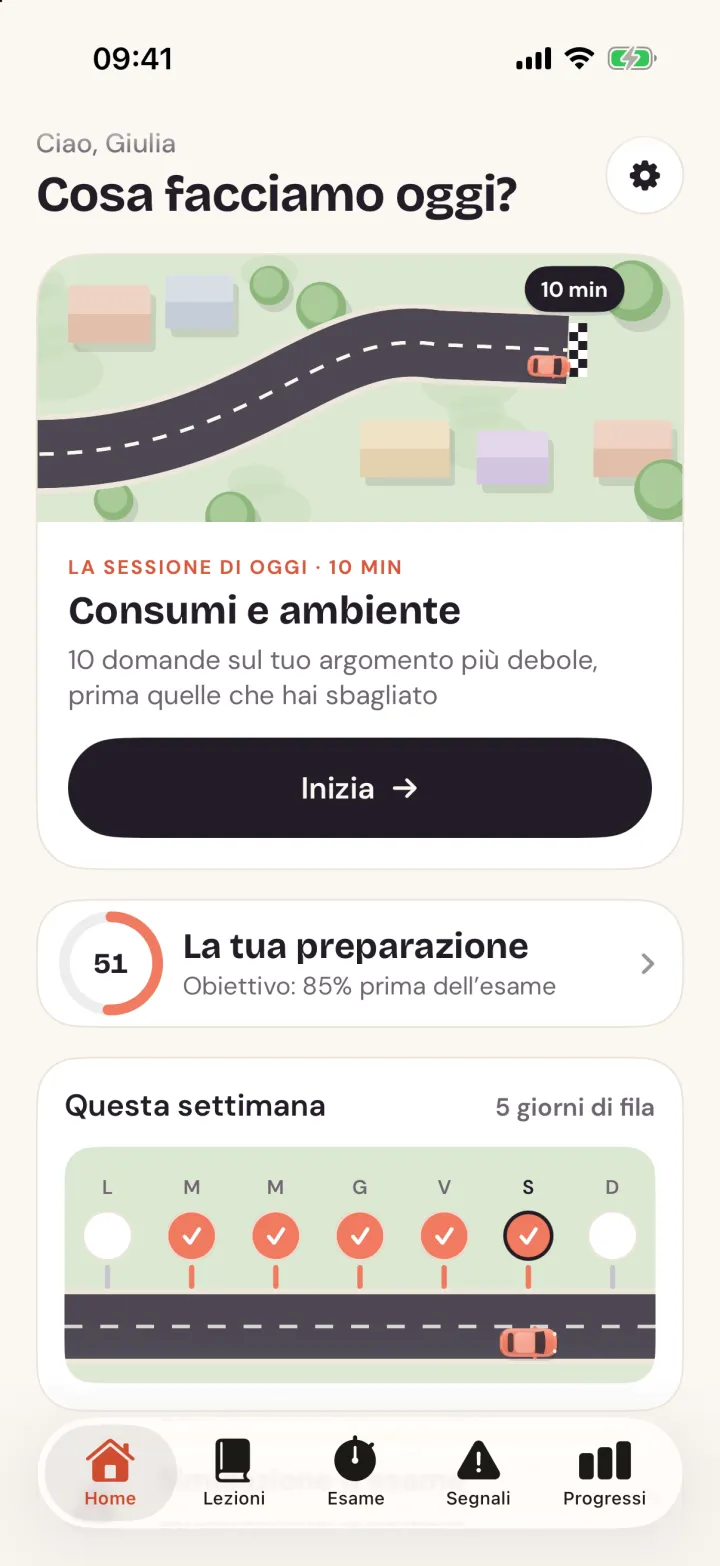 09:41
Ciao, Giulia
Cosa facciamo oggi?
10 min
LA SESSIONE DI OGGI · 10 MIN
Consumi e ambiente
10 domande sul tuo argomento più debole,
prima quelle che hai sbagliato
Inizia →
51
La tua preparazione
Obiettivo: 85% prima dell’esame
Questa settimana
5 giorni di fila
L M M G V S D
Home Lezioni Esame Segnali Progressi